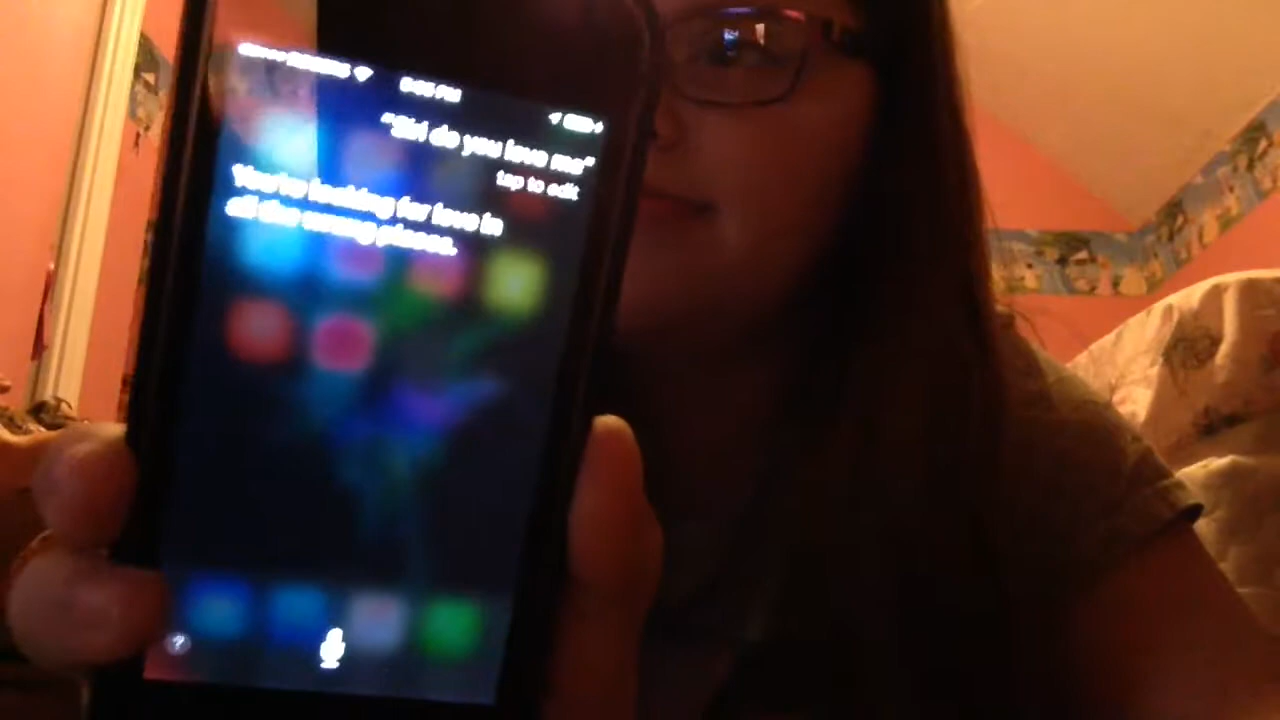 “Siri do you love me”
tap to edit
You're looking for love in
all the wrong places.
?